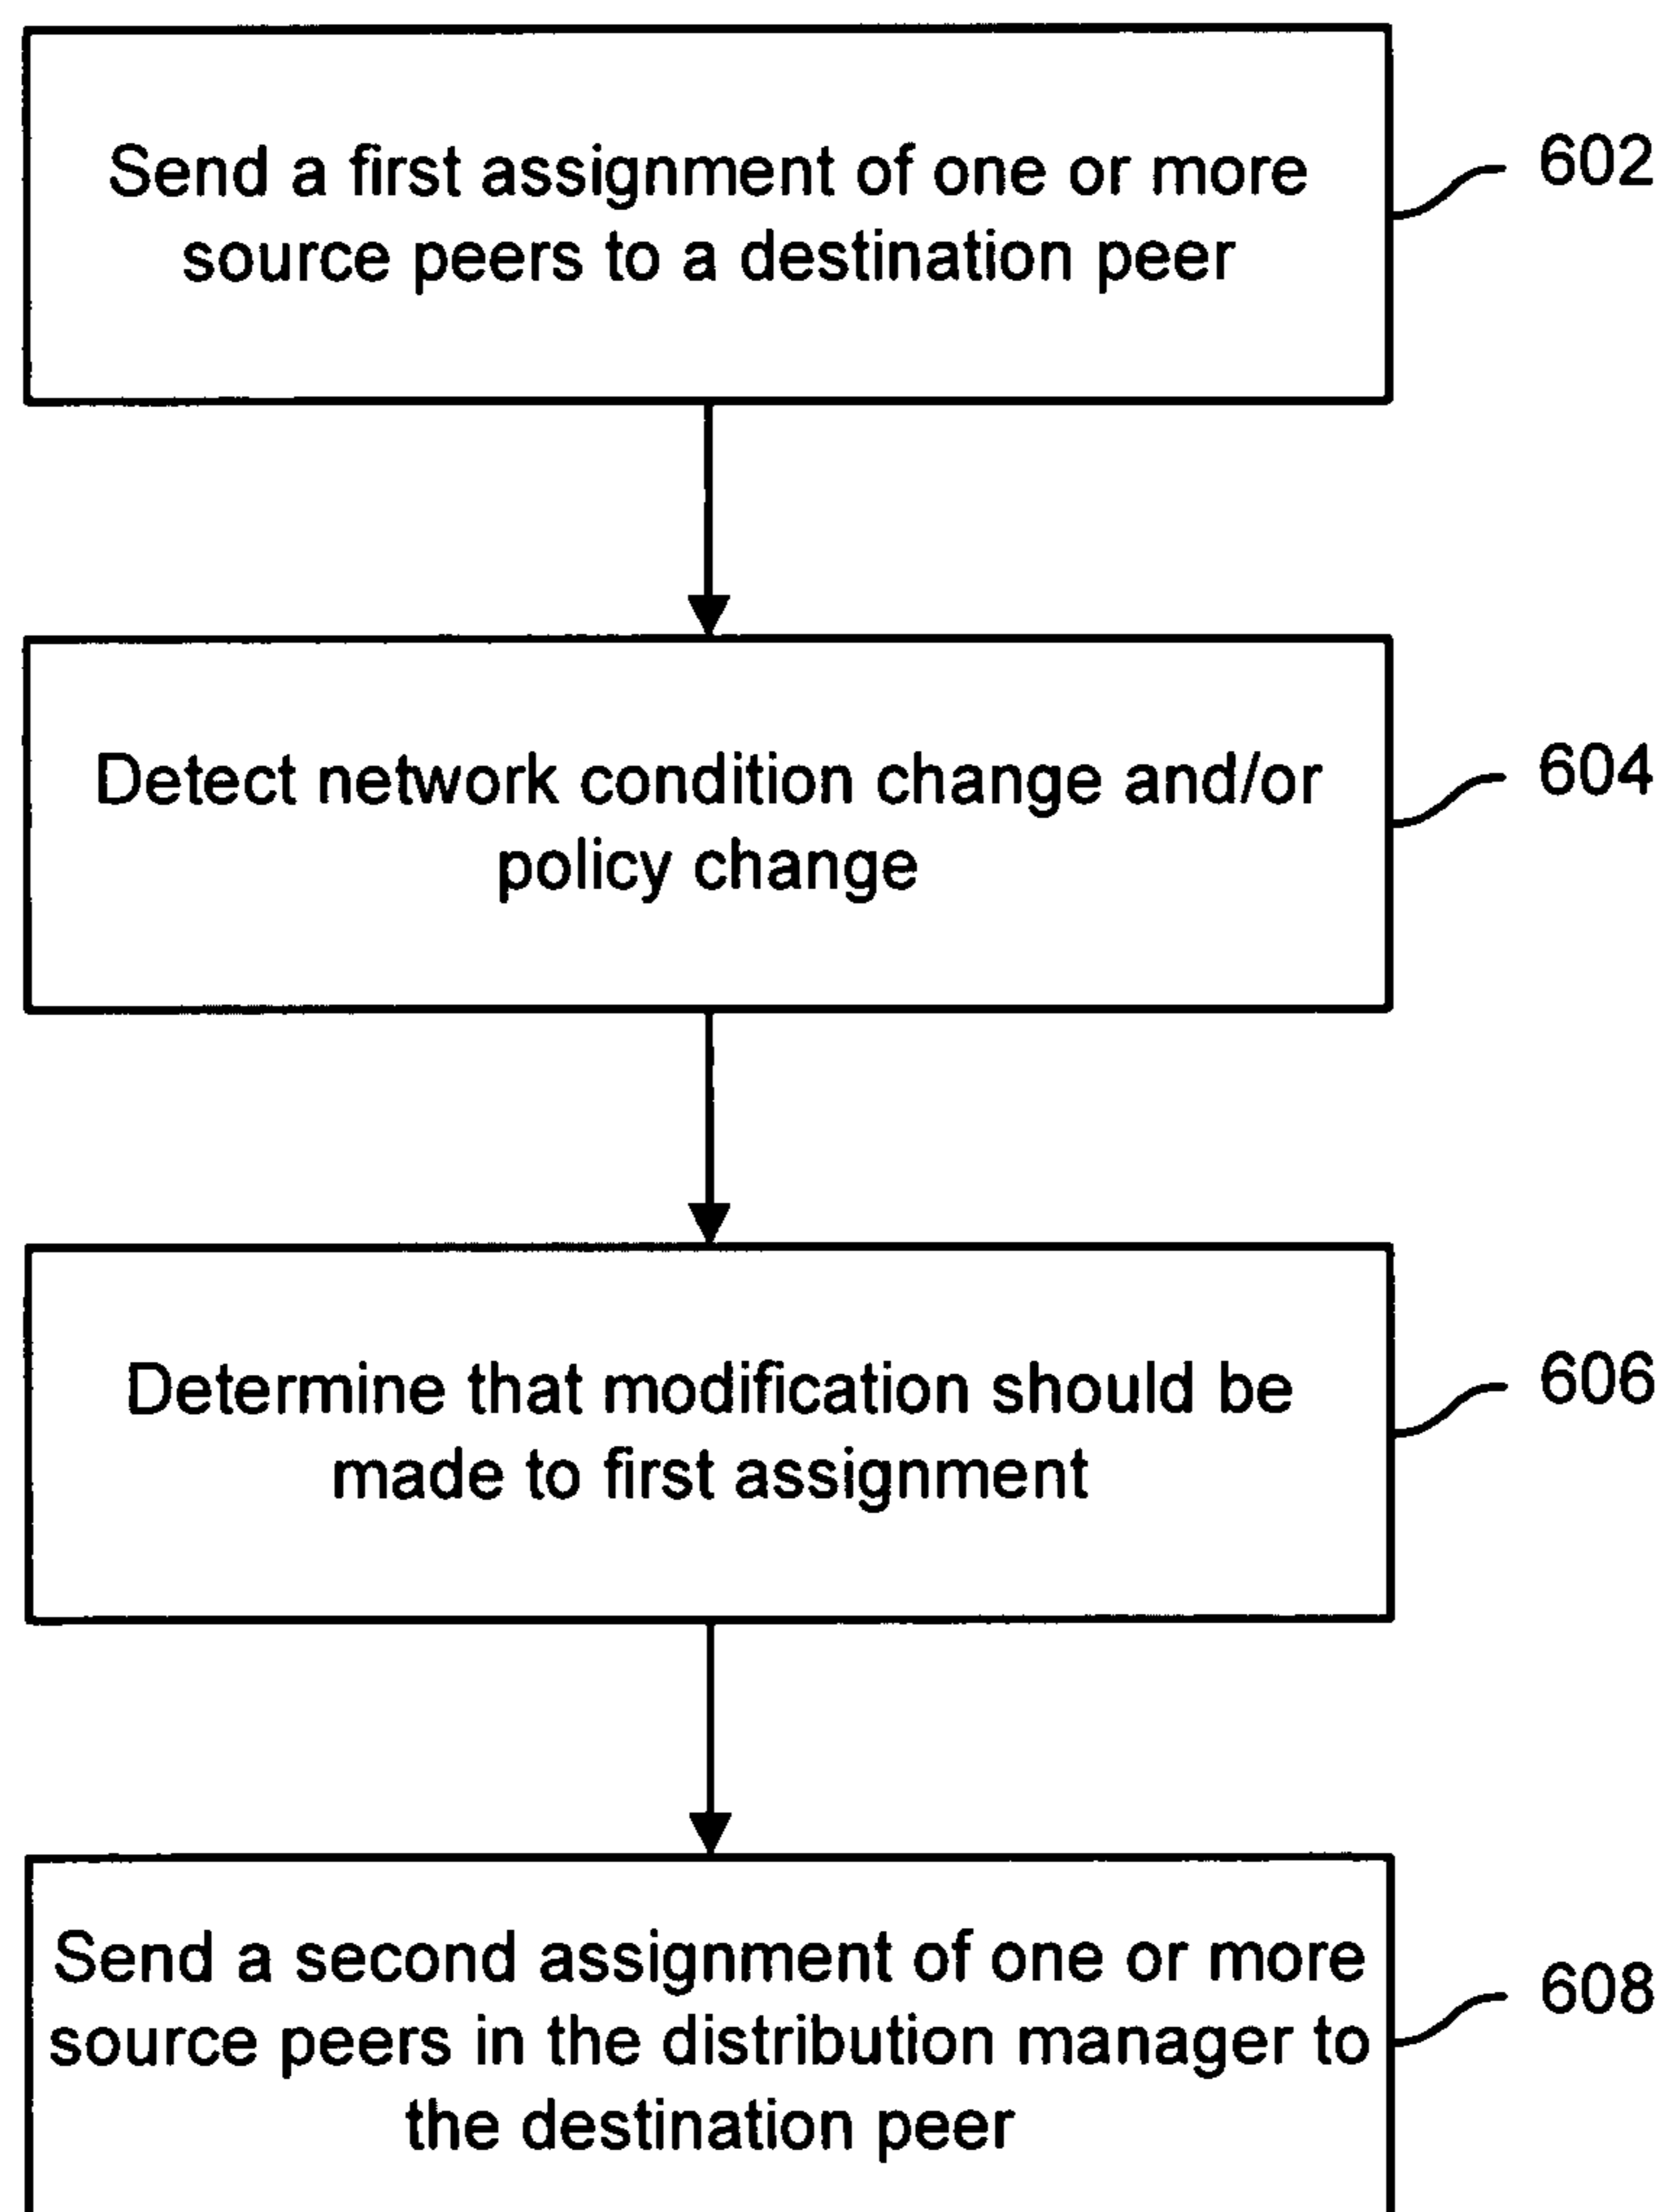 Send a first assignment of one or more
source peers to a destination peer
602
Detect network condition change and/or
policy change
604
Determine that modification should be
made to first assignment
606
Send a second assignment of one or more
source peers in the distribution manager to
the destination peer
608